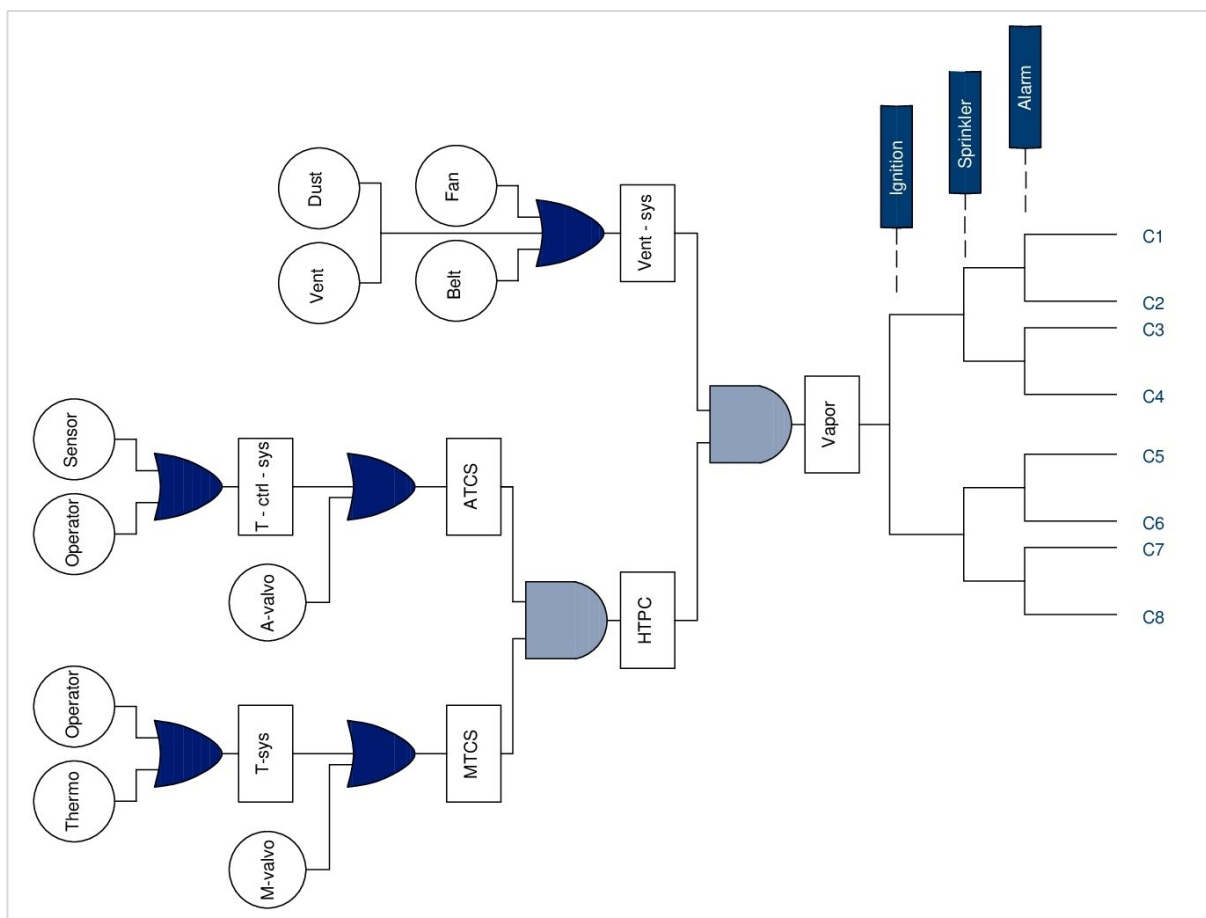 Ignition
Sprinkler
Alarm
Dust
Vent
Fan
Belt
Vent - sys
C1
C2
C3
C4
C5
C6
C7
C8
Vapor
Sensor
Operator
T - ctrl - sys
A-valvo
ATCS
HTPC
Operator
Thermo
T-sys
M-valvo
MTCS